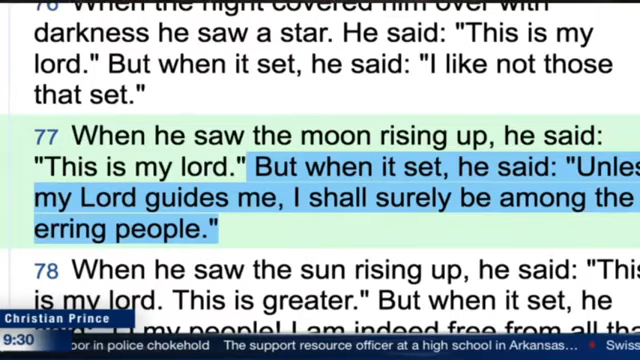 76 When the night covered him over with
darkness he saw a star. He said: "This is my
lord." But when it set, he said: "I like not those
that set."
77 When he saw the moon rising up, he said:
"This is my lord." But when it set, he said: "Unles
my Lord guides me, I shall surely be among the
erring people."
78 When he saw the sun rising up, he said: "This
is my lord. This is greater." But when it set, he
my people! I am indeed free from all tha
Christian Prince
9:30
oor in police chokehold The support resource officer at a high school in Arkansas... Swiss